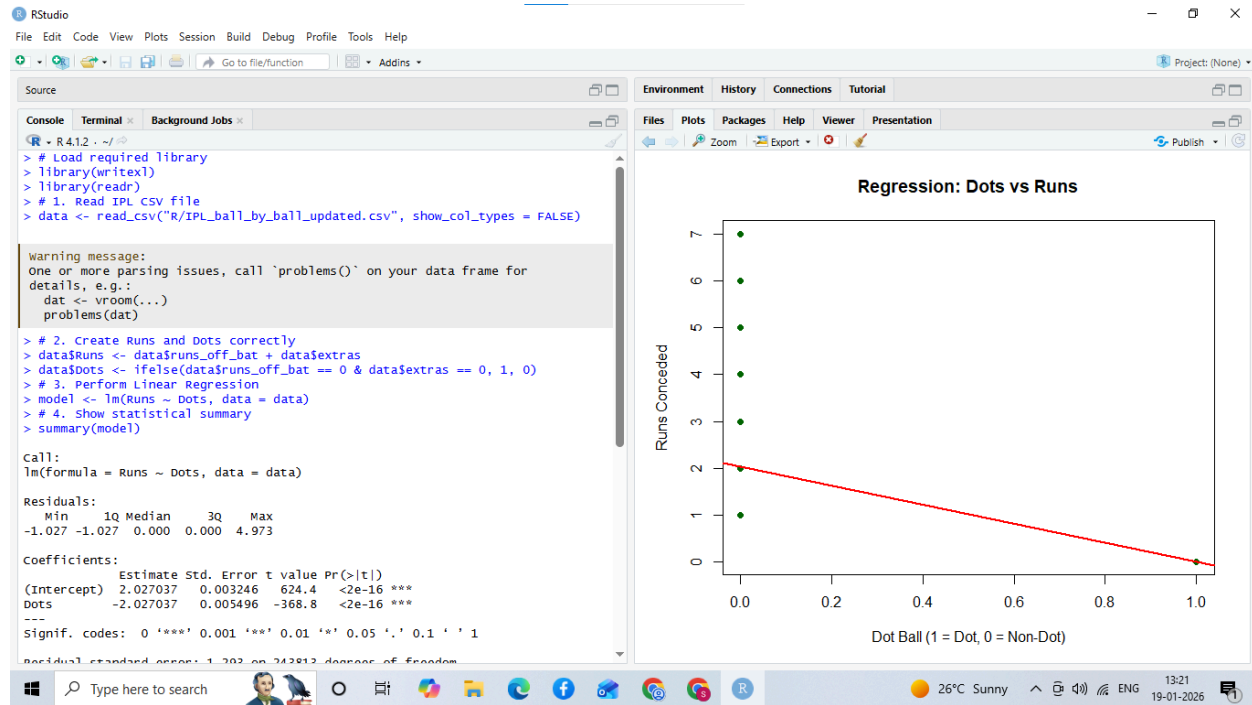 RStudio
File Edit Code View Plots Session Build Debug Profile Tools Help
Go to file/function
Addins
Project: (None)
Source
Console Terminal Background Jobs
R 4.1.2 · ~/
> # Load required library
> library(writexl)
> library(readr)
> # 1. Read IPL CSV file
> data <- read_csv("R/IPL_ball_by_ball_updated.csv", show_col_types = FALSE)
Warning message:
One or more parsing issues, call `problems()` on your data frame for
details, e.g.:
  dat <- vroom(...)
  problems(dat)
> # 2. Create Runs and Dots correctly
> data$Runs <- data$runs_off_bat + data$extras
> data$Dots <- ifelse(data$runs_off_bat == 0 & data$extras == 0, 1, 0)
> # 3. Perform Linear Regression
> model <- lm(Runs ~ Dots, data = data)
> # 4. Show statistical summary
> summary(model)
Call:
lm(formula = Runs ~ Dots, data = data)
Residuals:
   Min     1Q Median     3Q    Max
-1.027 -1.027  0.000  0.000  4.973
Coefficients:
             Estimate Std. Error t value Pr(>|t|)
(Intercept)  2.027037   0.003246   624.4   <2e-16 ***
Dots        -2.027037   0.005496  -368.8   <2e-16 ***
---
Signif. codes:  0 ‘***’ 0.001 ‘**’ 0.01 ‘*’ 0.05 ‘.’ 0.1 ‘ ’ 1
Residual standard error: 1.293 on 243813 degrees of freedom
Environment History Connections Tutorial
Files Plots Packages Help Viewer Presentation
Zoom Export Publish
Regression: Dots vs Runs
7
6
5
4
3
2
1
0
Runs Conceded
0.0 0.2 0.4 0.6 0.8 1.0
Dot Ball (1 = Dot, 0 = Non-Dot)
Type here to search
26°C Sunny
ENG
13:21
19-01-2026
1